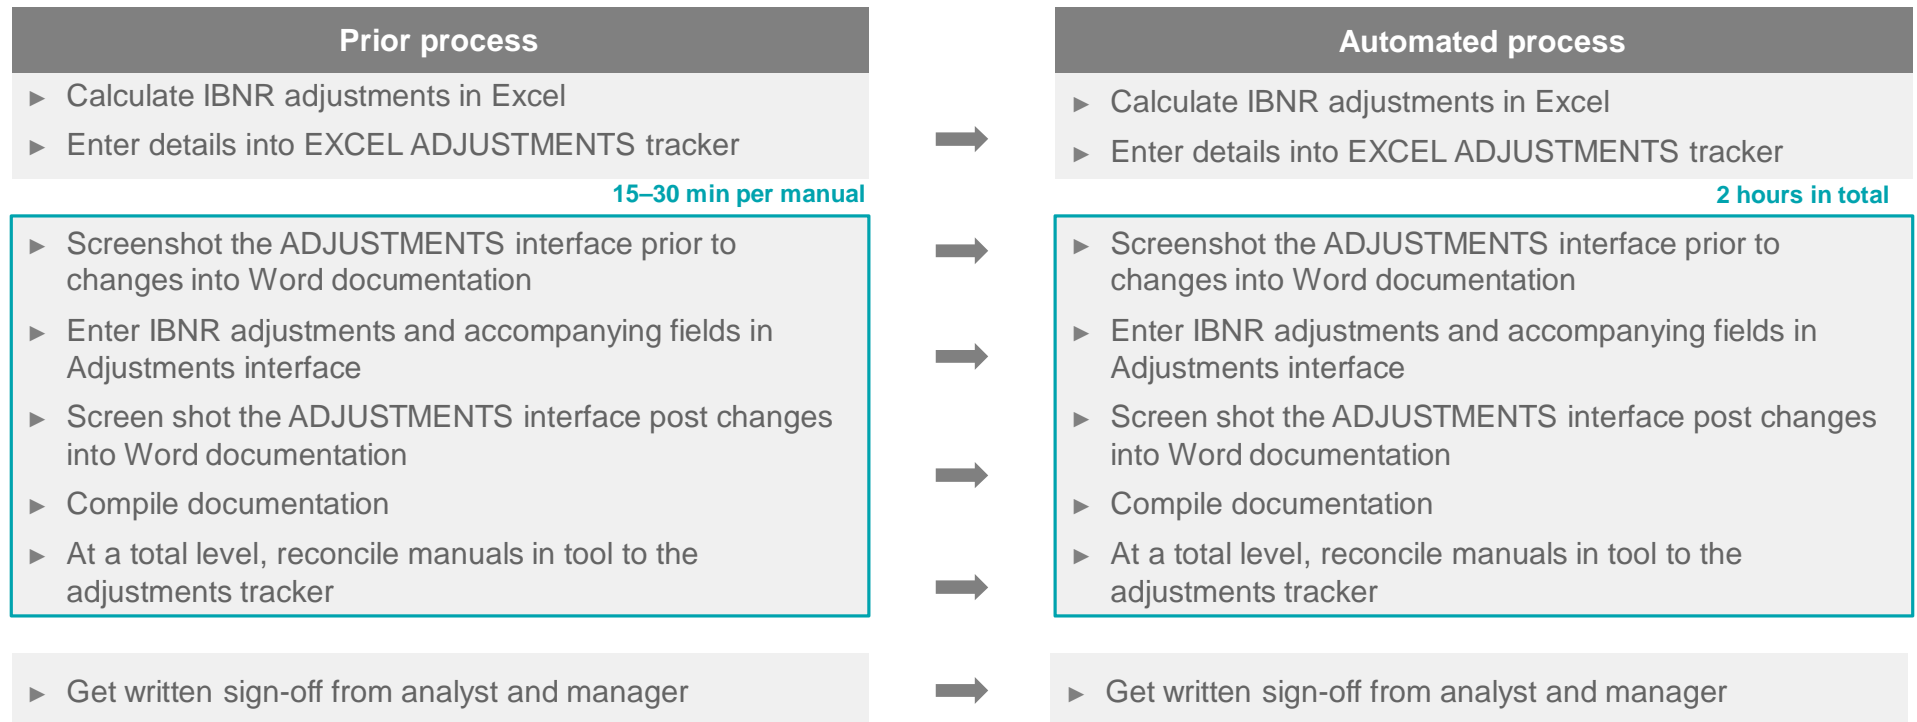 Prior process
► Calculate IBNR adjustments in Excel
► Enter details into EXCEL ADJUSTMENTS tracker
15–30 min per manual
► Screenshot the ADJUSTMENTS interface prior to
changes into Word documentation
► Enter IBNR adjustments and accompanying fields in
Adjustments interface
► Screen shot the ADJUSTMENTS interface post changes
into Word documentation
► Compile documentation
► At a total level, reconcile manuals in tool to the
adjustments tracker
► Get written sign-off from analyst and manager
Automated process
► Calculate IBNR adjustments in Excel
► Enter details into EXCEL ADJUSTMENTS tracker
2 hours in total
► Screenshot the ADJUSTMENTS interface prior to
changes into Word documentation
► Enter IBNR adjustments and accompanying fields in
Adjustments interface
► Screen shot the ADJUSTMENTS interface post changes
into Word documentation
► Compile documentation
► At a total level, reconcile manuals in tool to the
adjustments tracker
► Get written sign-off from analyst and manager